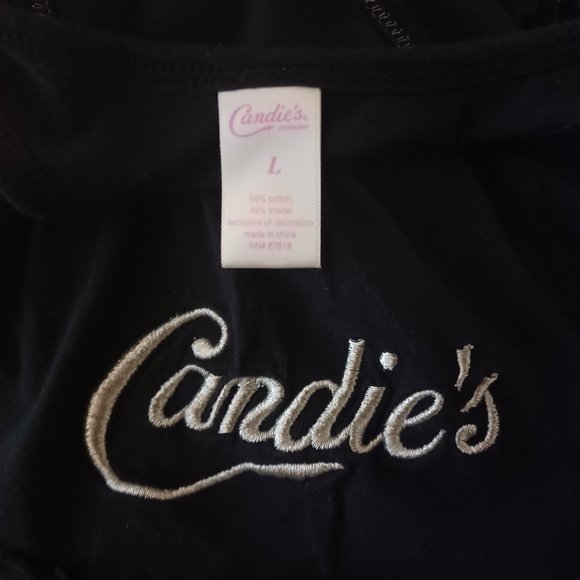 Candie's
L
55% cotton
45% modal
exclusive of decoration
made in china
RN# 67618
Candie's